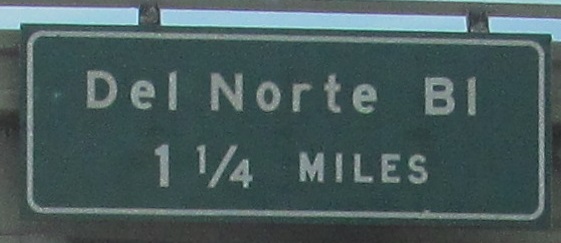 Del Norte Bl
1 1/4 MILES